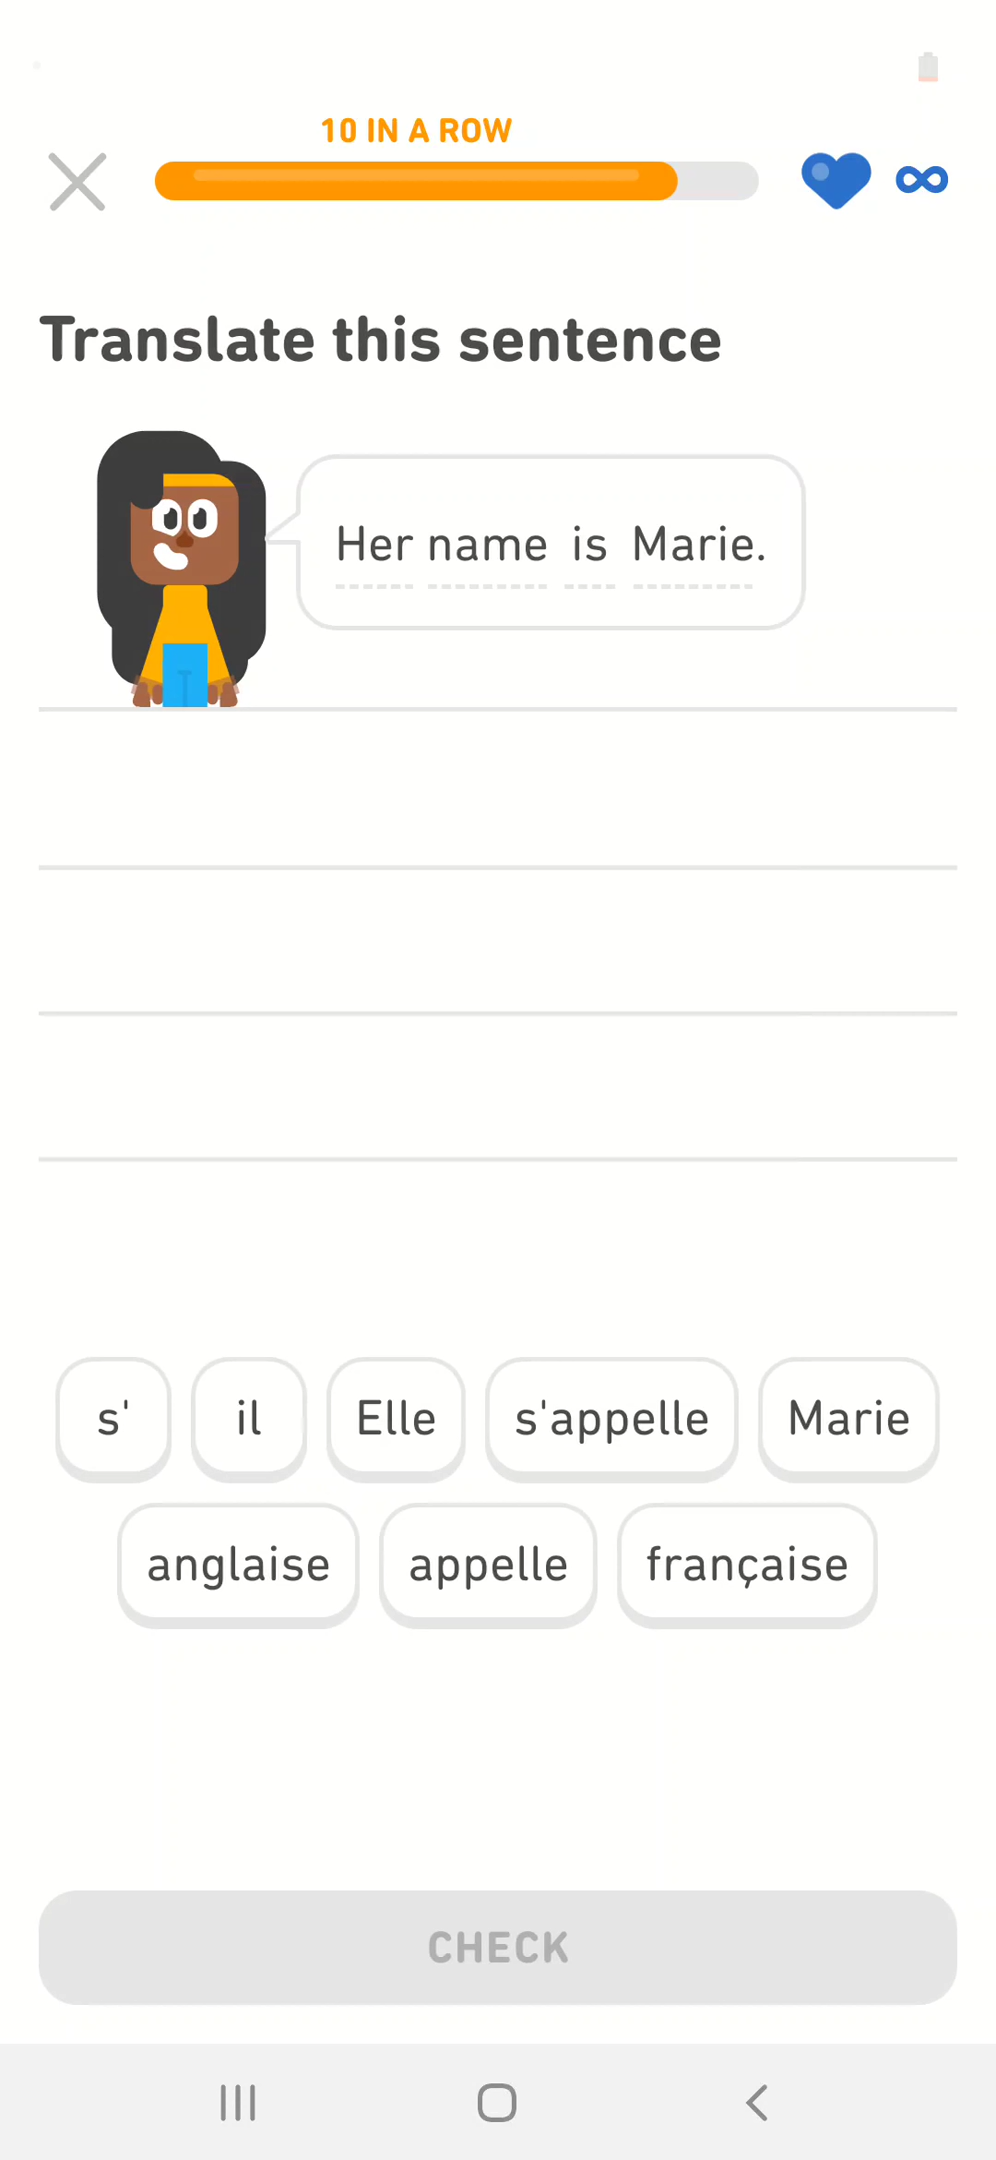 10 IN A ROW
Translate this sentence
Her name is Marie.
s' il Elle s'appelle Marie
anglaise appelle française
CHECK